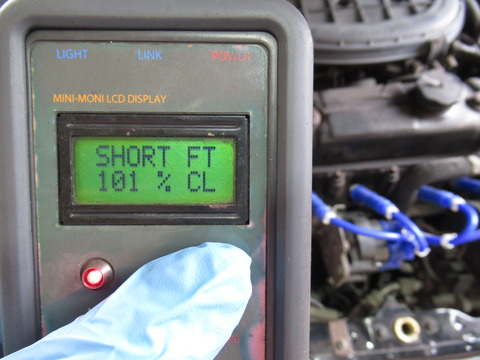 LIGHT LINK POWER
MINI-MONI LCD DISPLAY
SHORT FT
101 % CL